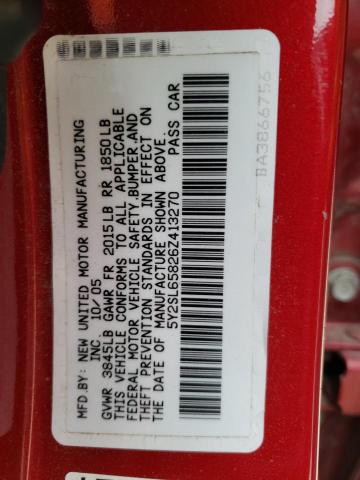 MFD.BY: NEW UNITED MOTOR MANUFACTURING
INC. 10/05
GVWR 3845LB GAWR FR 2015LB RR 1850LB
THIS VEHICLE CONFORMS TO ALL APPLICABLE
FEDERAL MOTOR VEHICLE SAFETY,BUMPER,AND
THEFT PREVENTION STANDARDS IN EFFECT ON
THE DATE OF MANUFACTURE SHOWN ABOVE.
5Y2SL65826Z413270 PASS CAR
BA3866756